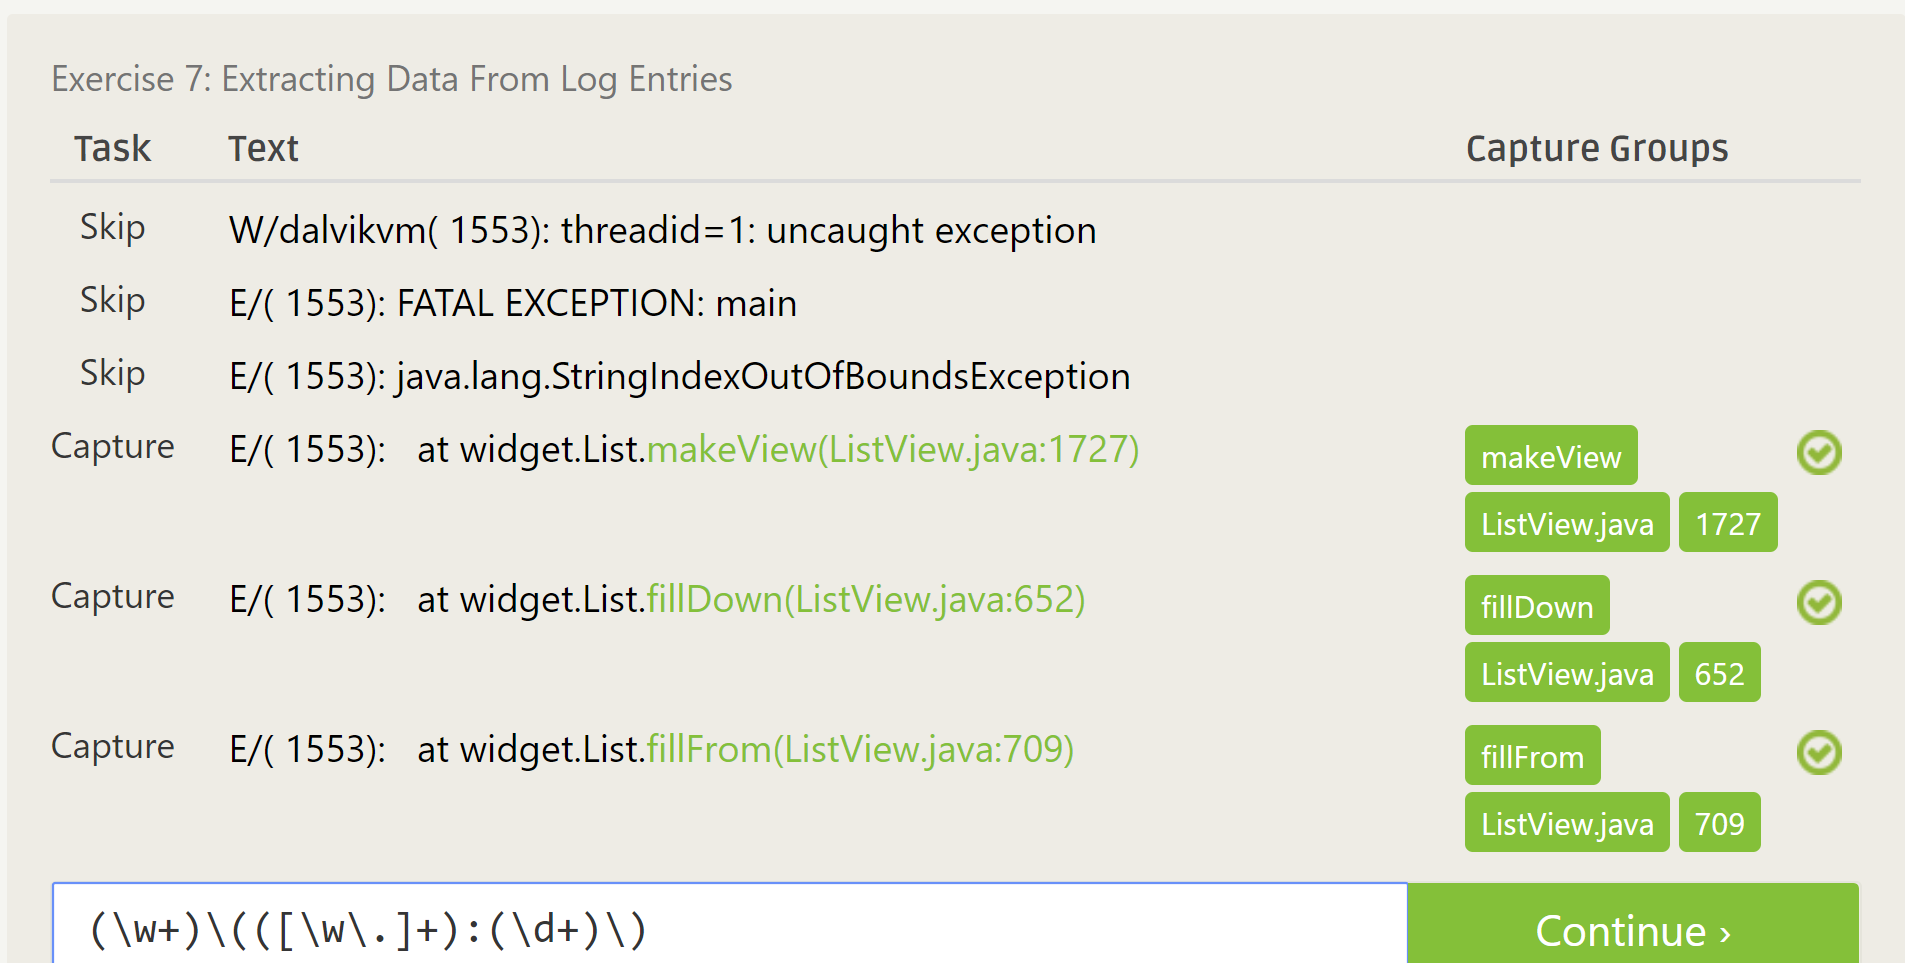 Exercise 7: Extracting Data From Log Entries
Task Text Capture Groups
Skip W/dalvikvm( 1553): threadid=1: uncaught exception
Skip E/( 1553): FATAL EXCEPTION: main
Skip E/( 1553): java.lang.StringIndexOutOfBoundsException
Capture E/( 1553):   at widget.List.makeView(ListView.java:1727) makeView
ListView.java 1727
Capture E/( 1553):   at widget.List.fillDown(ListView.java:652) fillDown
ListView.java 652
Capture E/( 1553):   at widget.List.fillFrom(ListView.java:709) fillFrom
ListView.java 709
(\w+)\(([\w\.]+):(\d+)\) Continue ›